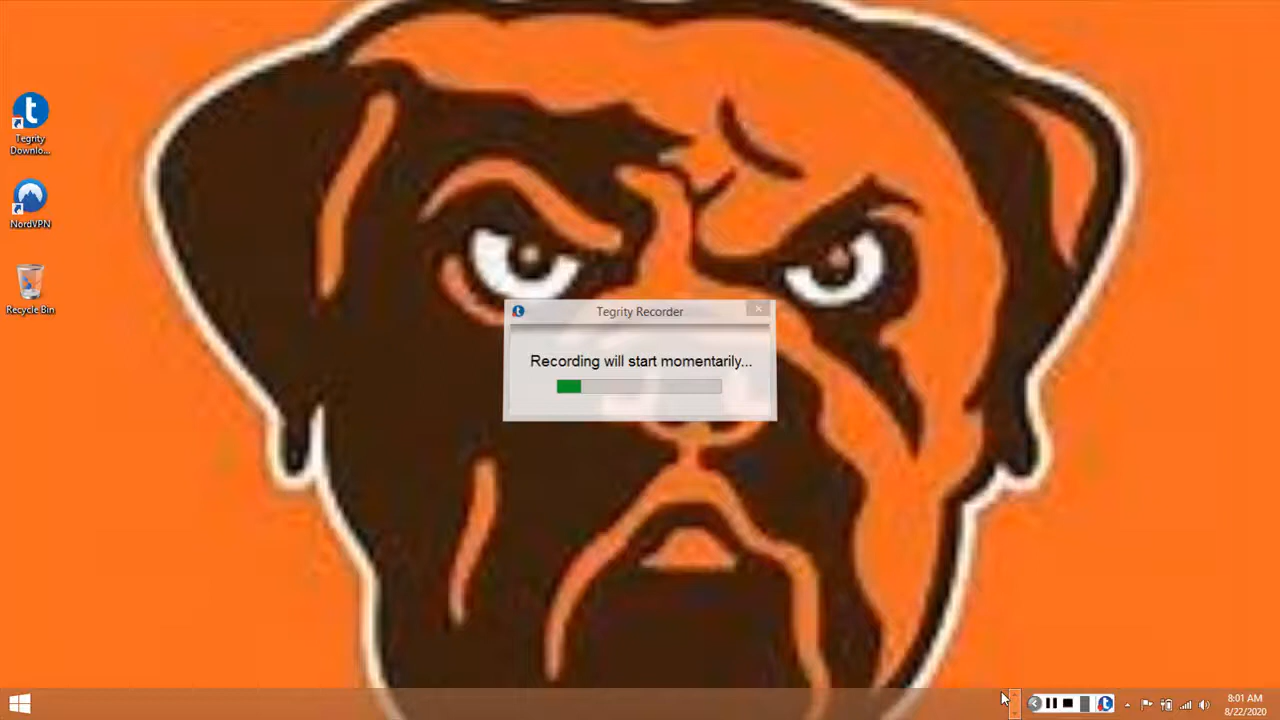 Tegrity
Downlo...
NordVPN
Recycle Bin
Tegrity Recorder
Recording will start momentarily...
8:01 AM
8/22/2020